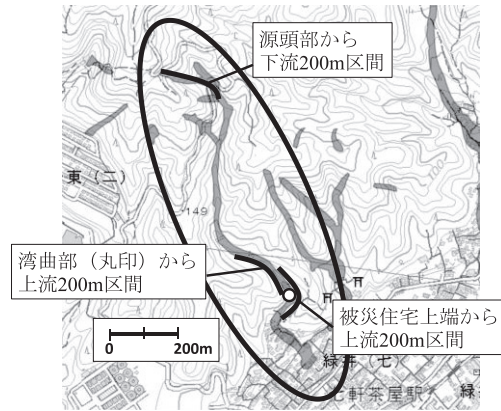 源頭部から
下流200m区間
東（二）
149
湾曲部（丸印）から
上流200m区間
被災住宅上端から
上流200m区間
0
200m
緑井（七）
七軒茶屋駅
緑